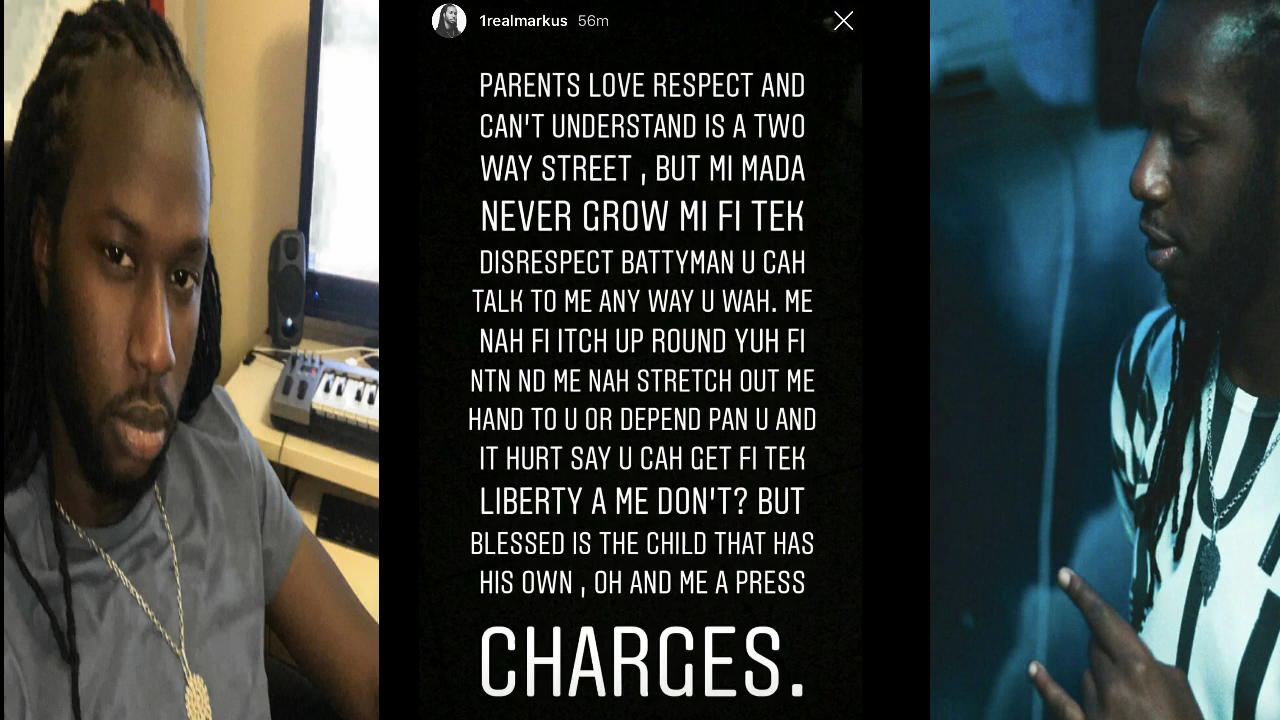 1realmarkus 56m
PARENTS LOVE RESPECT AND
CAN'T UNDERSTAND IS A TWO
WAY STREET , BUT MI MADA
NEVER GROW MI FI TEK
DISRESPECT BATTYMAN U CAH
TALK TO ME ANY WAY U WAH. ME
NAH FI ITCH UP ROUND YUH FI
NTN ND ME NAH STRETCH OUT ME
HAND TO U OR DEPEND PAN U AND
IT HURT SAY U CAH GET FI TEK
LIBERTY A ME DON'T? BUT
BLESSED IS THE CHILD THAT HAS
HIS OWN , OH AND ME A PRESS
CHARGES.